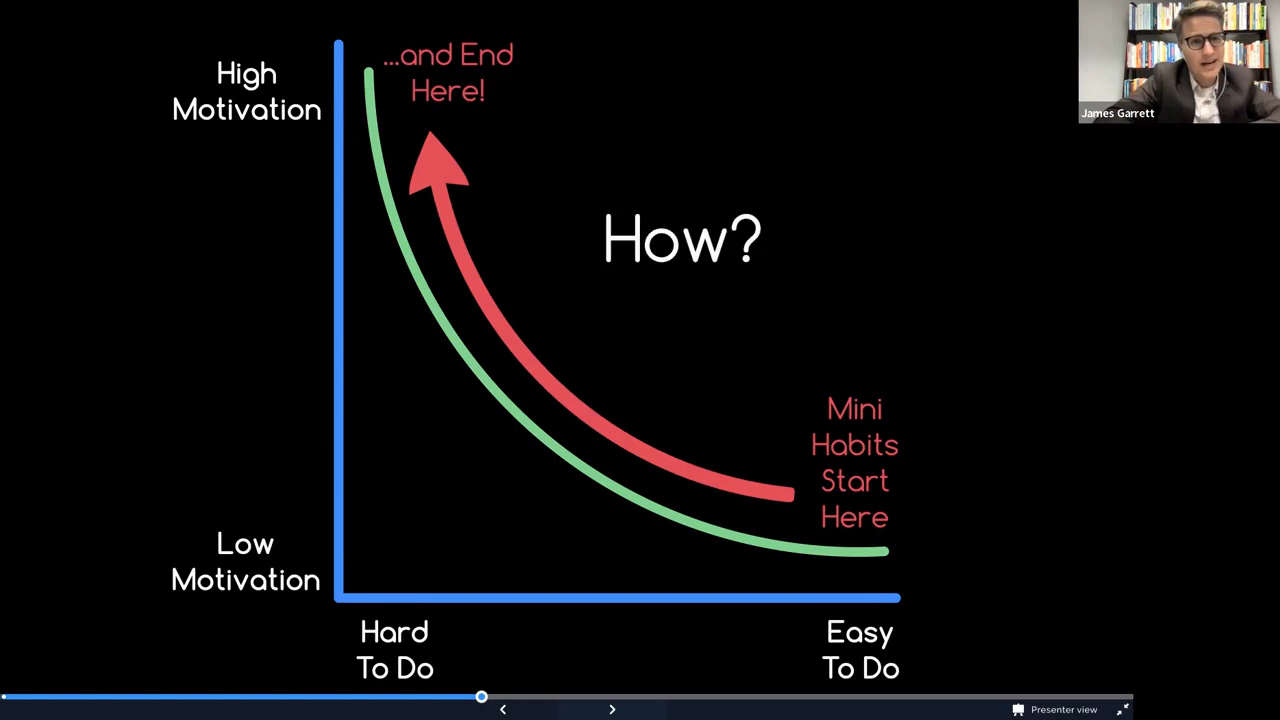 High
Motivation
...and End
Here!
James Garrett
How?
Mini
Habits
Start
Here
Low
Motivation
Hard
To Do
Easy
To Do
Presenter view